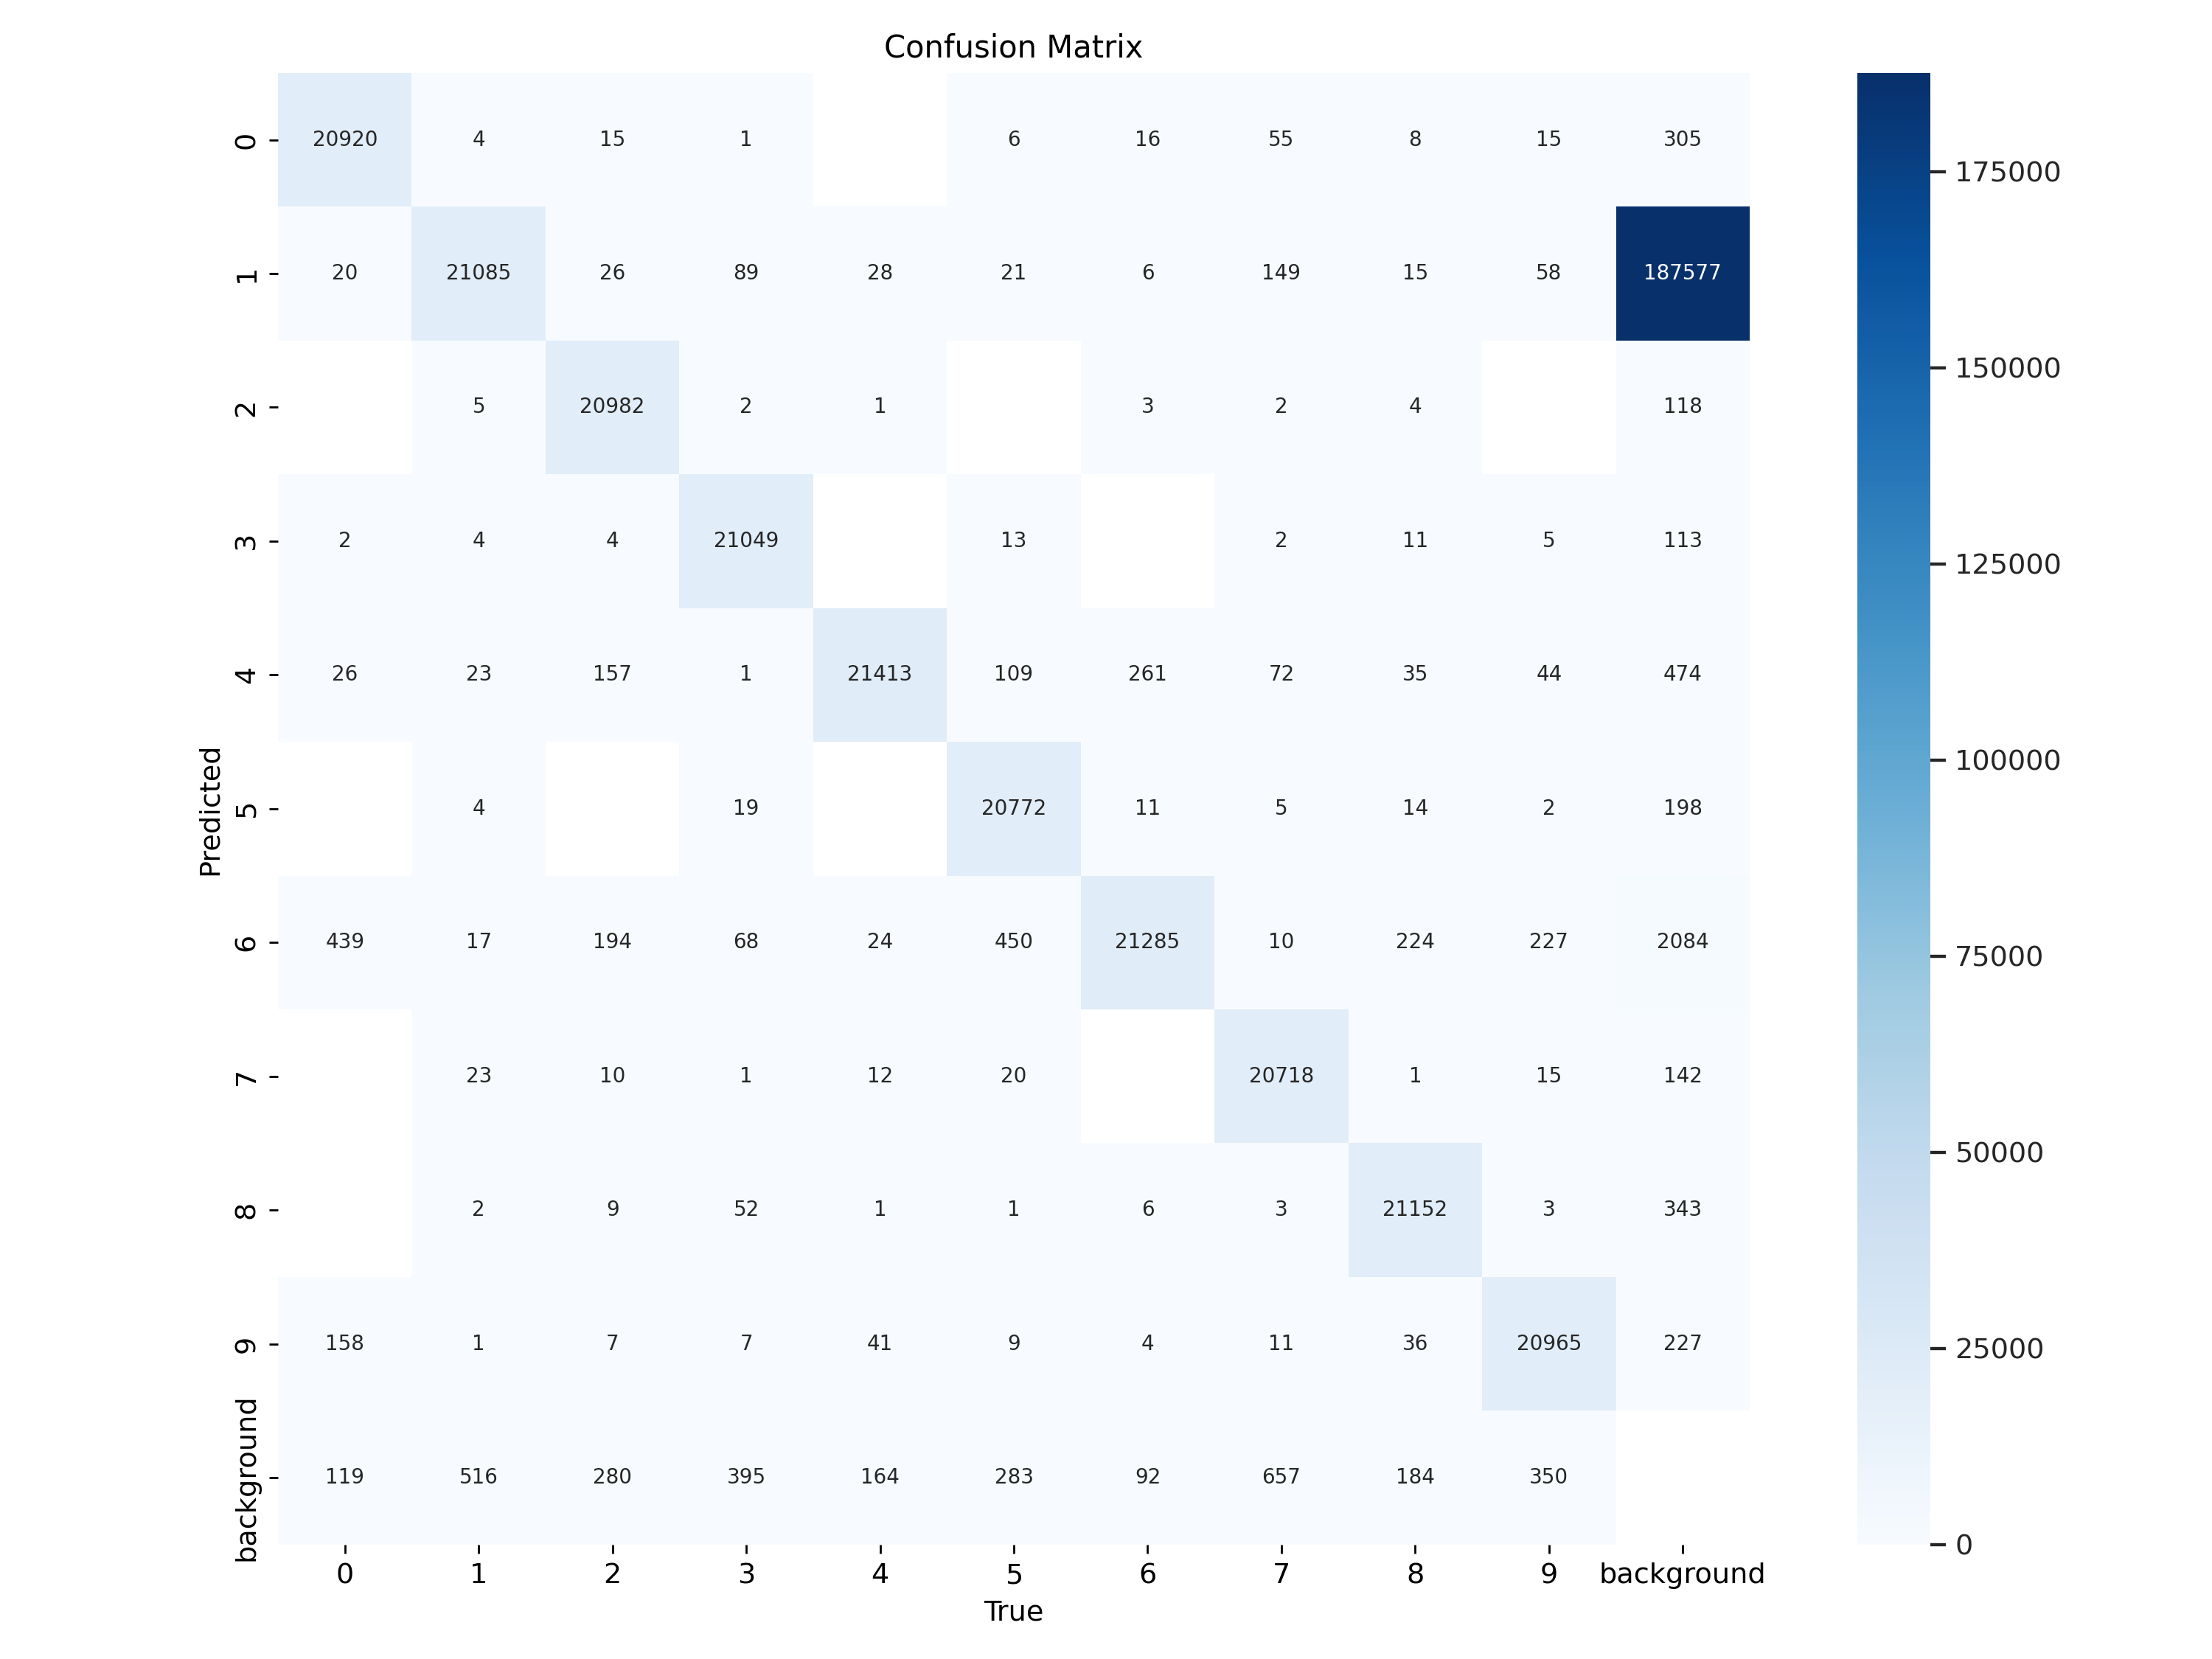 Confusion Matrix
0 20920 4 15 1 6 16 55 8 15 305
1 20 21085 26 89 28 21 6 149 15 58 187577
2 5 20982 2 1 3 2 4 118
3 2 4 4 21049 13 2 11 5 113
4 26 23 157 1 21413 109 261 72 35 44 474
5 4 19 20772 11 5 14 2 198
6 439 17 194 68 24 450 21285 10 224 227 2084
7 23 10 1 12 20 20718 1 15 142
8 2 9 52 1 1 6 3 21152 3 343
9 158 1 7 7 41 9 4 11 36 20965 227
background 119 516 280 395 164 283 92 657 184 350
0 1 2 3 4 5 6 7 8 9 background
True
Predicted
175000
150000
125000
100000
75000
50000
25000
0